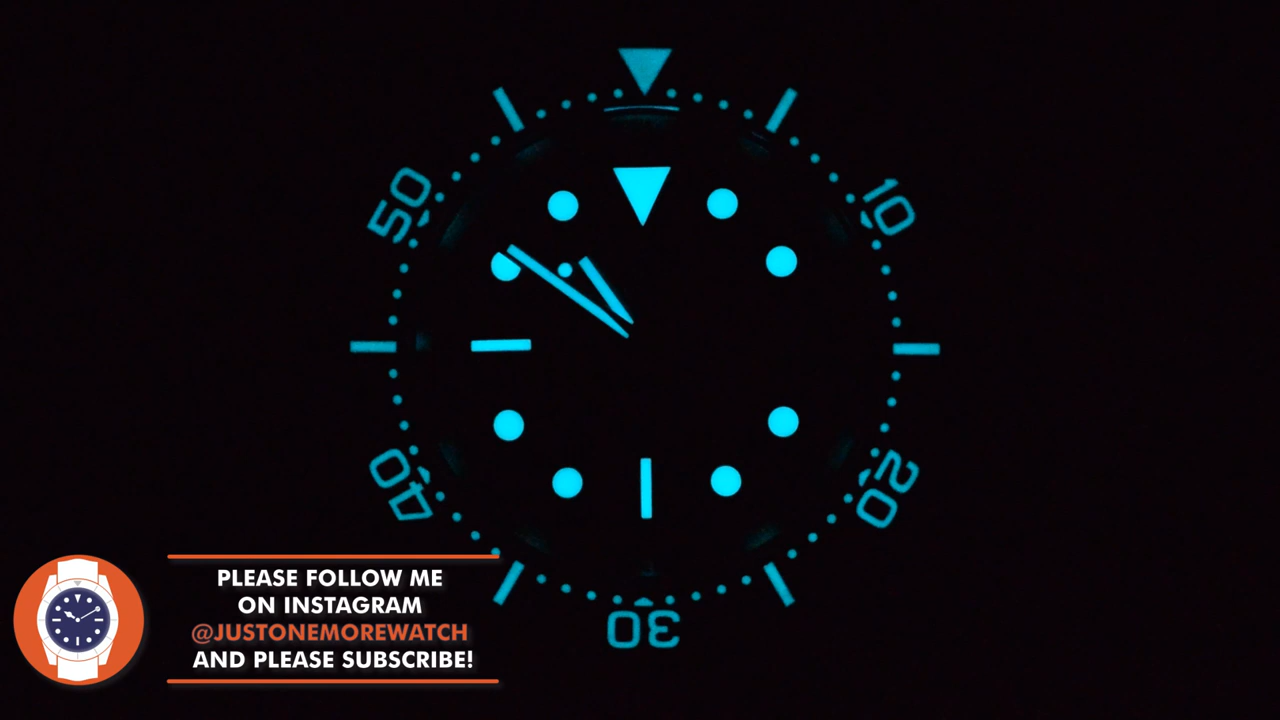 50
10
40
20
30
PLEASE FOLLOW ME
ON INSTAGRAM
@JUSTONEMOREWATCH
AND PLEASE SUBSCRIBE!